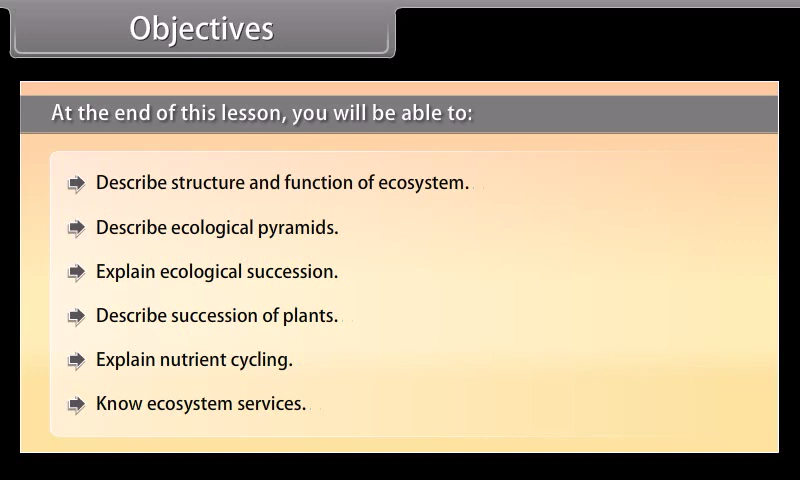 Objectives
At the end of this lesson, you will be able to:
Describe structure and function of ecosystem.
Describe ecological pyramids.
Explain ecological succession.
Describe succession of plants.
Explain nutrient cycling.
Know ecosystem services.